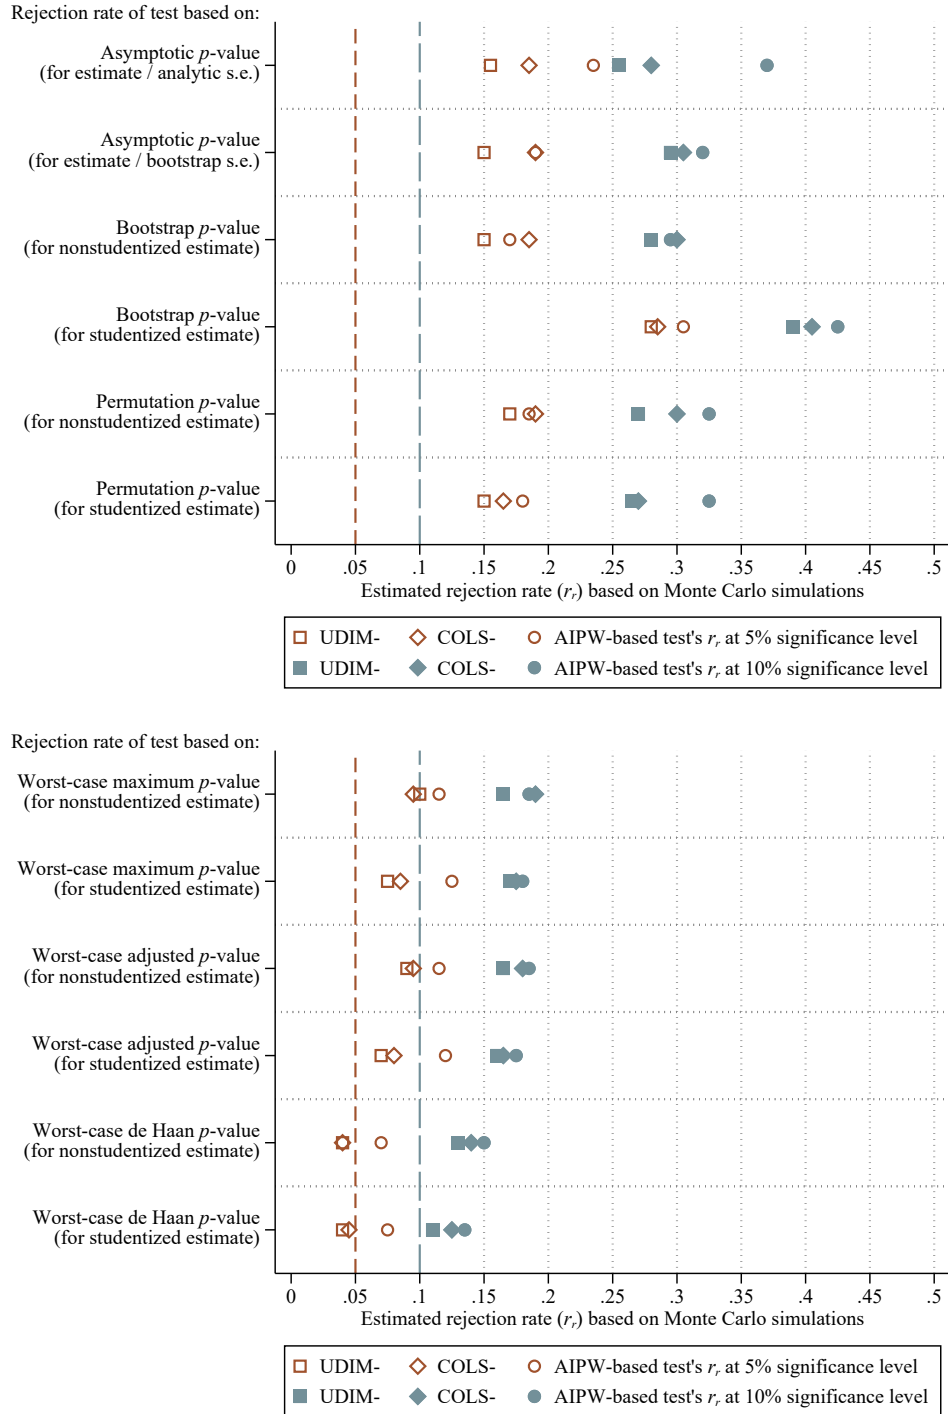 Rejection rate of test based on:
Asymptotic p-value
(for estimate / analytic s.e.)
Asymptotic p-value
(for estimate / bootstrap s.e.)
Bootstrap p-value
(for nonstudentized estimate)
Bootstrap p-value
(for studentized estimate)
Permutation p-value
(for nonstudentized estimate)
Permutation p-value
(for studentized estimate)
0 .05 .1 .15 .2 .25 .3 .35 .4 .45 .5
Estimated rejection rate (rᵣ) based on Monte Carlo simulations
UDIM- COLS- AIPW-based test's rᵣ at 5% significance level
UDIM- COLS- AIPW-based test's rᵣ at 10% significance level
Rejection rate of test based on:
Worst-case maximum p-value
(for nonstudentized estimate)
Worst-case maximum p-value
(for studentized estimate)
Worst-case adjusted p-value
(for nonstudentized estimate)
Worst-case adjusted p-value
(for studentized estimate)
Worst-case de Haan p-value
(for nonstudentized estimate)
Worst-case de Haan p-value
(for studentized estimate)
0 .05 .1 .15 .2 .25 .3 .35 .4 .45 .5
Estimated rejection rate (rᵣ) based on Monte Carlo simulations
UDIM- COLS- AIPW-based test's rᵣ at 5% significance level
UDIM- COLS- AIPW-based test's rᵣ at 10% significance level